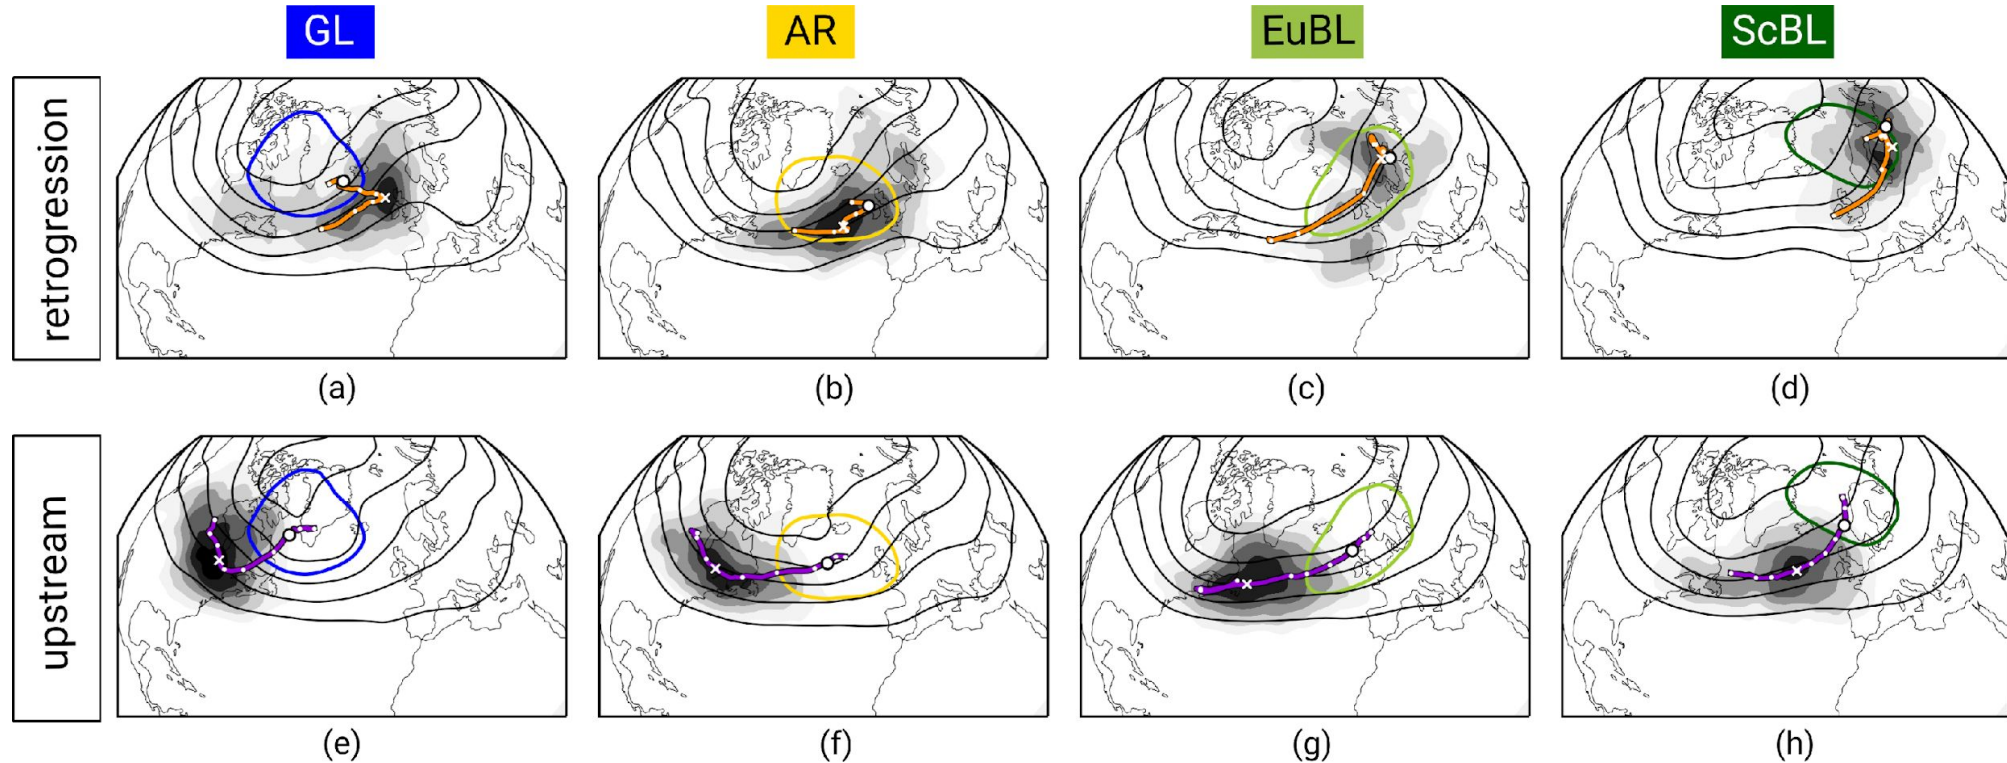 GL AR EuBL ScBL
retrogression
(a) (b) (c) (d)
upstream
(e) (f) (g) (h)